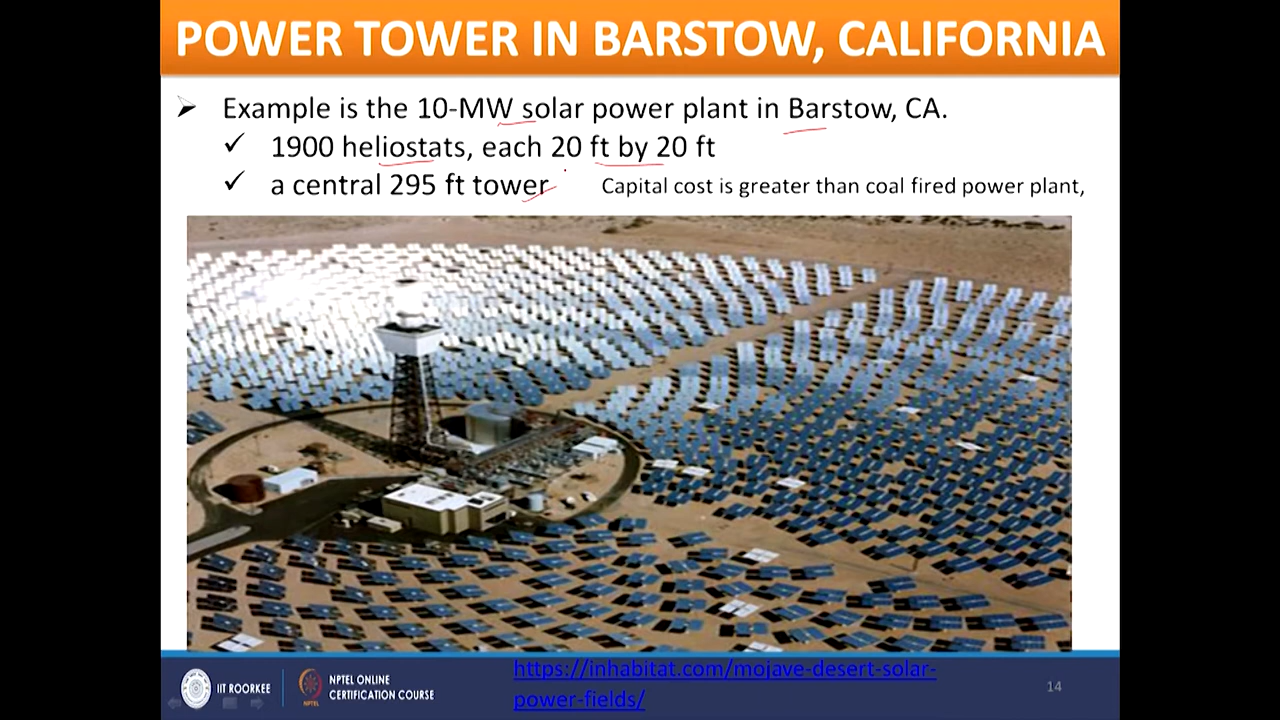 POWER TOWER IN BARSTOW, CALIFORNIA
Example is the 10-MW solar power plant in Barstow, CA.
1900 heliostats, each 20 ft by 20 ft
a central 295 ft tower
Capital cost is greater than coal fired power plant,
IIT ROORKEE
NPTEL
NPTEL ONLINE
CERTIFICATION COURSE
https://inhabitat.com/mojave-desert-solar-
power-fields/
14